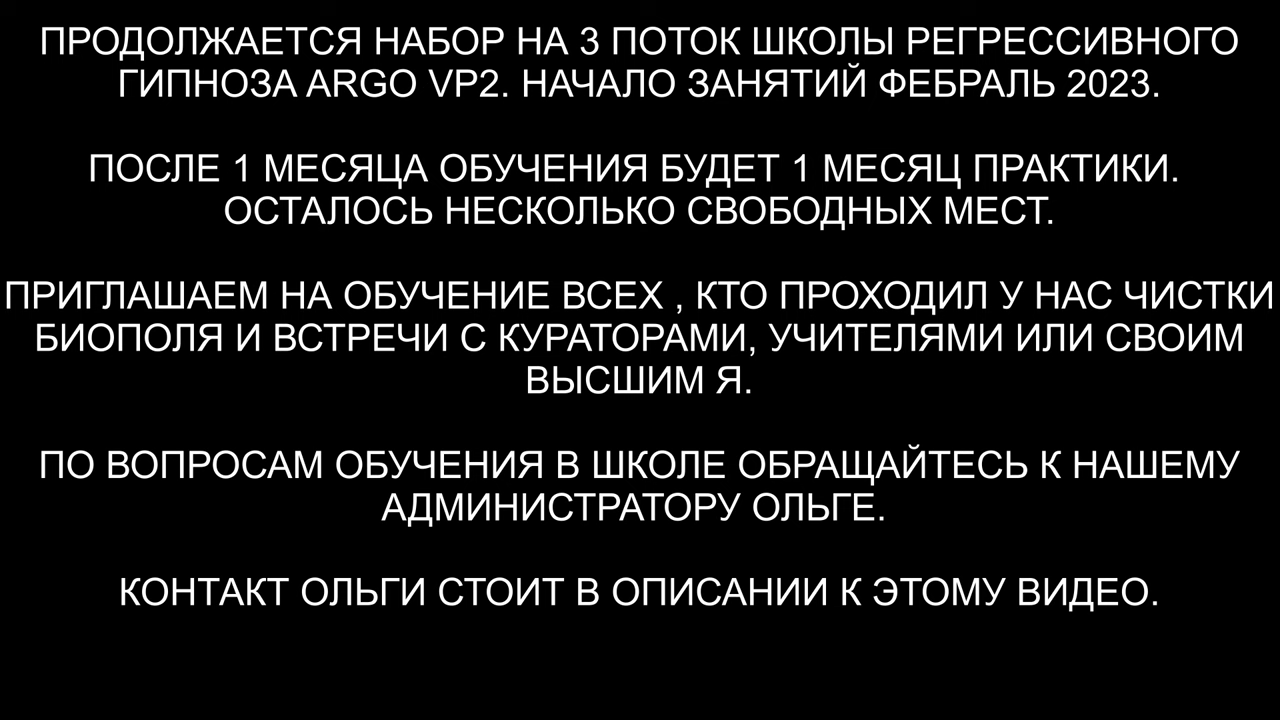 ПРОДОЛЖАЕТСЯ НАБОР НА 3 ПОТОК ШКОЛЫ РЕГРЕССИВНОГО
ГИПНОЗА ARGO VP2. НАЧАЛО ЗАНЯТИЙ ФЕБРАЛЬ 2023.
ПОСЛЕ 1 МЕСЯЦА ОБУЧЕНИЯ БУДЕТ 1 МЕСЯЦ ПРАКТИКИ.
ОСТАЛОСЬ НЕСКОЛЬКО СВОБОДНЫХ МЕСТ.
ПРИГЛАШАЕМ НА ОБУЧЕНИЕ ВСЕХ , КТО ПРОХОДИЛ У НАС ЧИСТКИ
БИОПОЛЯ И ВСТРЕЧИ С КУРАТОРАМИ, УЧИТЕЛЯМИ ИЛИ СВОИМ
ВЫСШИМ Я.
ПО ВОПРОСАМ ОБУЧЕНИЯ В ШКОЛЕ ОБРАЩАЙТЕСЬ К НАШЕМУ
АДМИНИСТРАТОРУ ОЛЬГЕ.
КОНТАКТ ОЛЬГИ СТОИТ В ОПИСАНИИ К ЭТОМУ ВИДЕО.